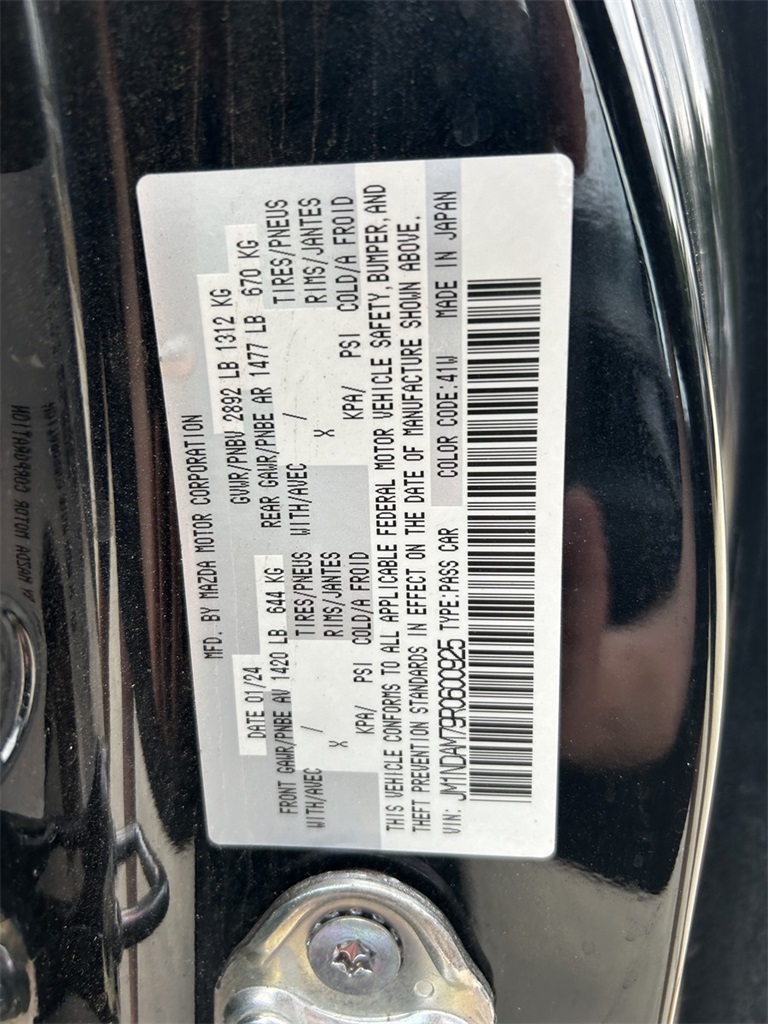 MFD. BY MAZDA MOTOR CORPORATION
DATE 01/24 GVWR/PNBV 2892 LB 1312 KG
FRONT GAWR/PNBE AV 1420 LB 644 KG REAR GAWR/PNBE AR 1477 LB 670 KG
WITH/AVEC / TIRES/PNEUS WITH/AVEC / TIRES/PNEUS
X RIMS/JANTES X RIMS/JANTES
KPA/ PSI COLD/A FROID KPA/ PSI COLD/A FROID
THIS VEHICLE CONFORMS TO ALL APPLICABLE FEDERAL MOTOR VEHICLE SAFETY, BUMPER, AND
THEFT PREVENTION STANDARDS IN EFFECT ON THE DATE OF MANUFACTURE SHOWN ABOVE.
VIN: JM1NDAM79R0600925 TYPE:PASS CAR COLOR CODE:41W MADE IN JAPAN